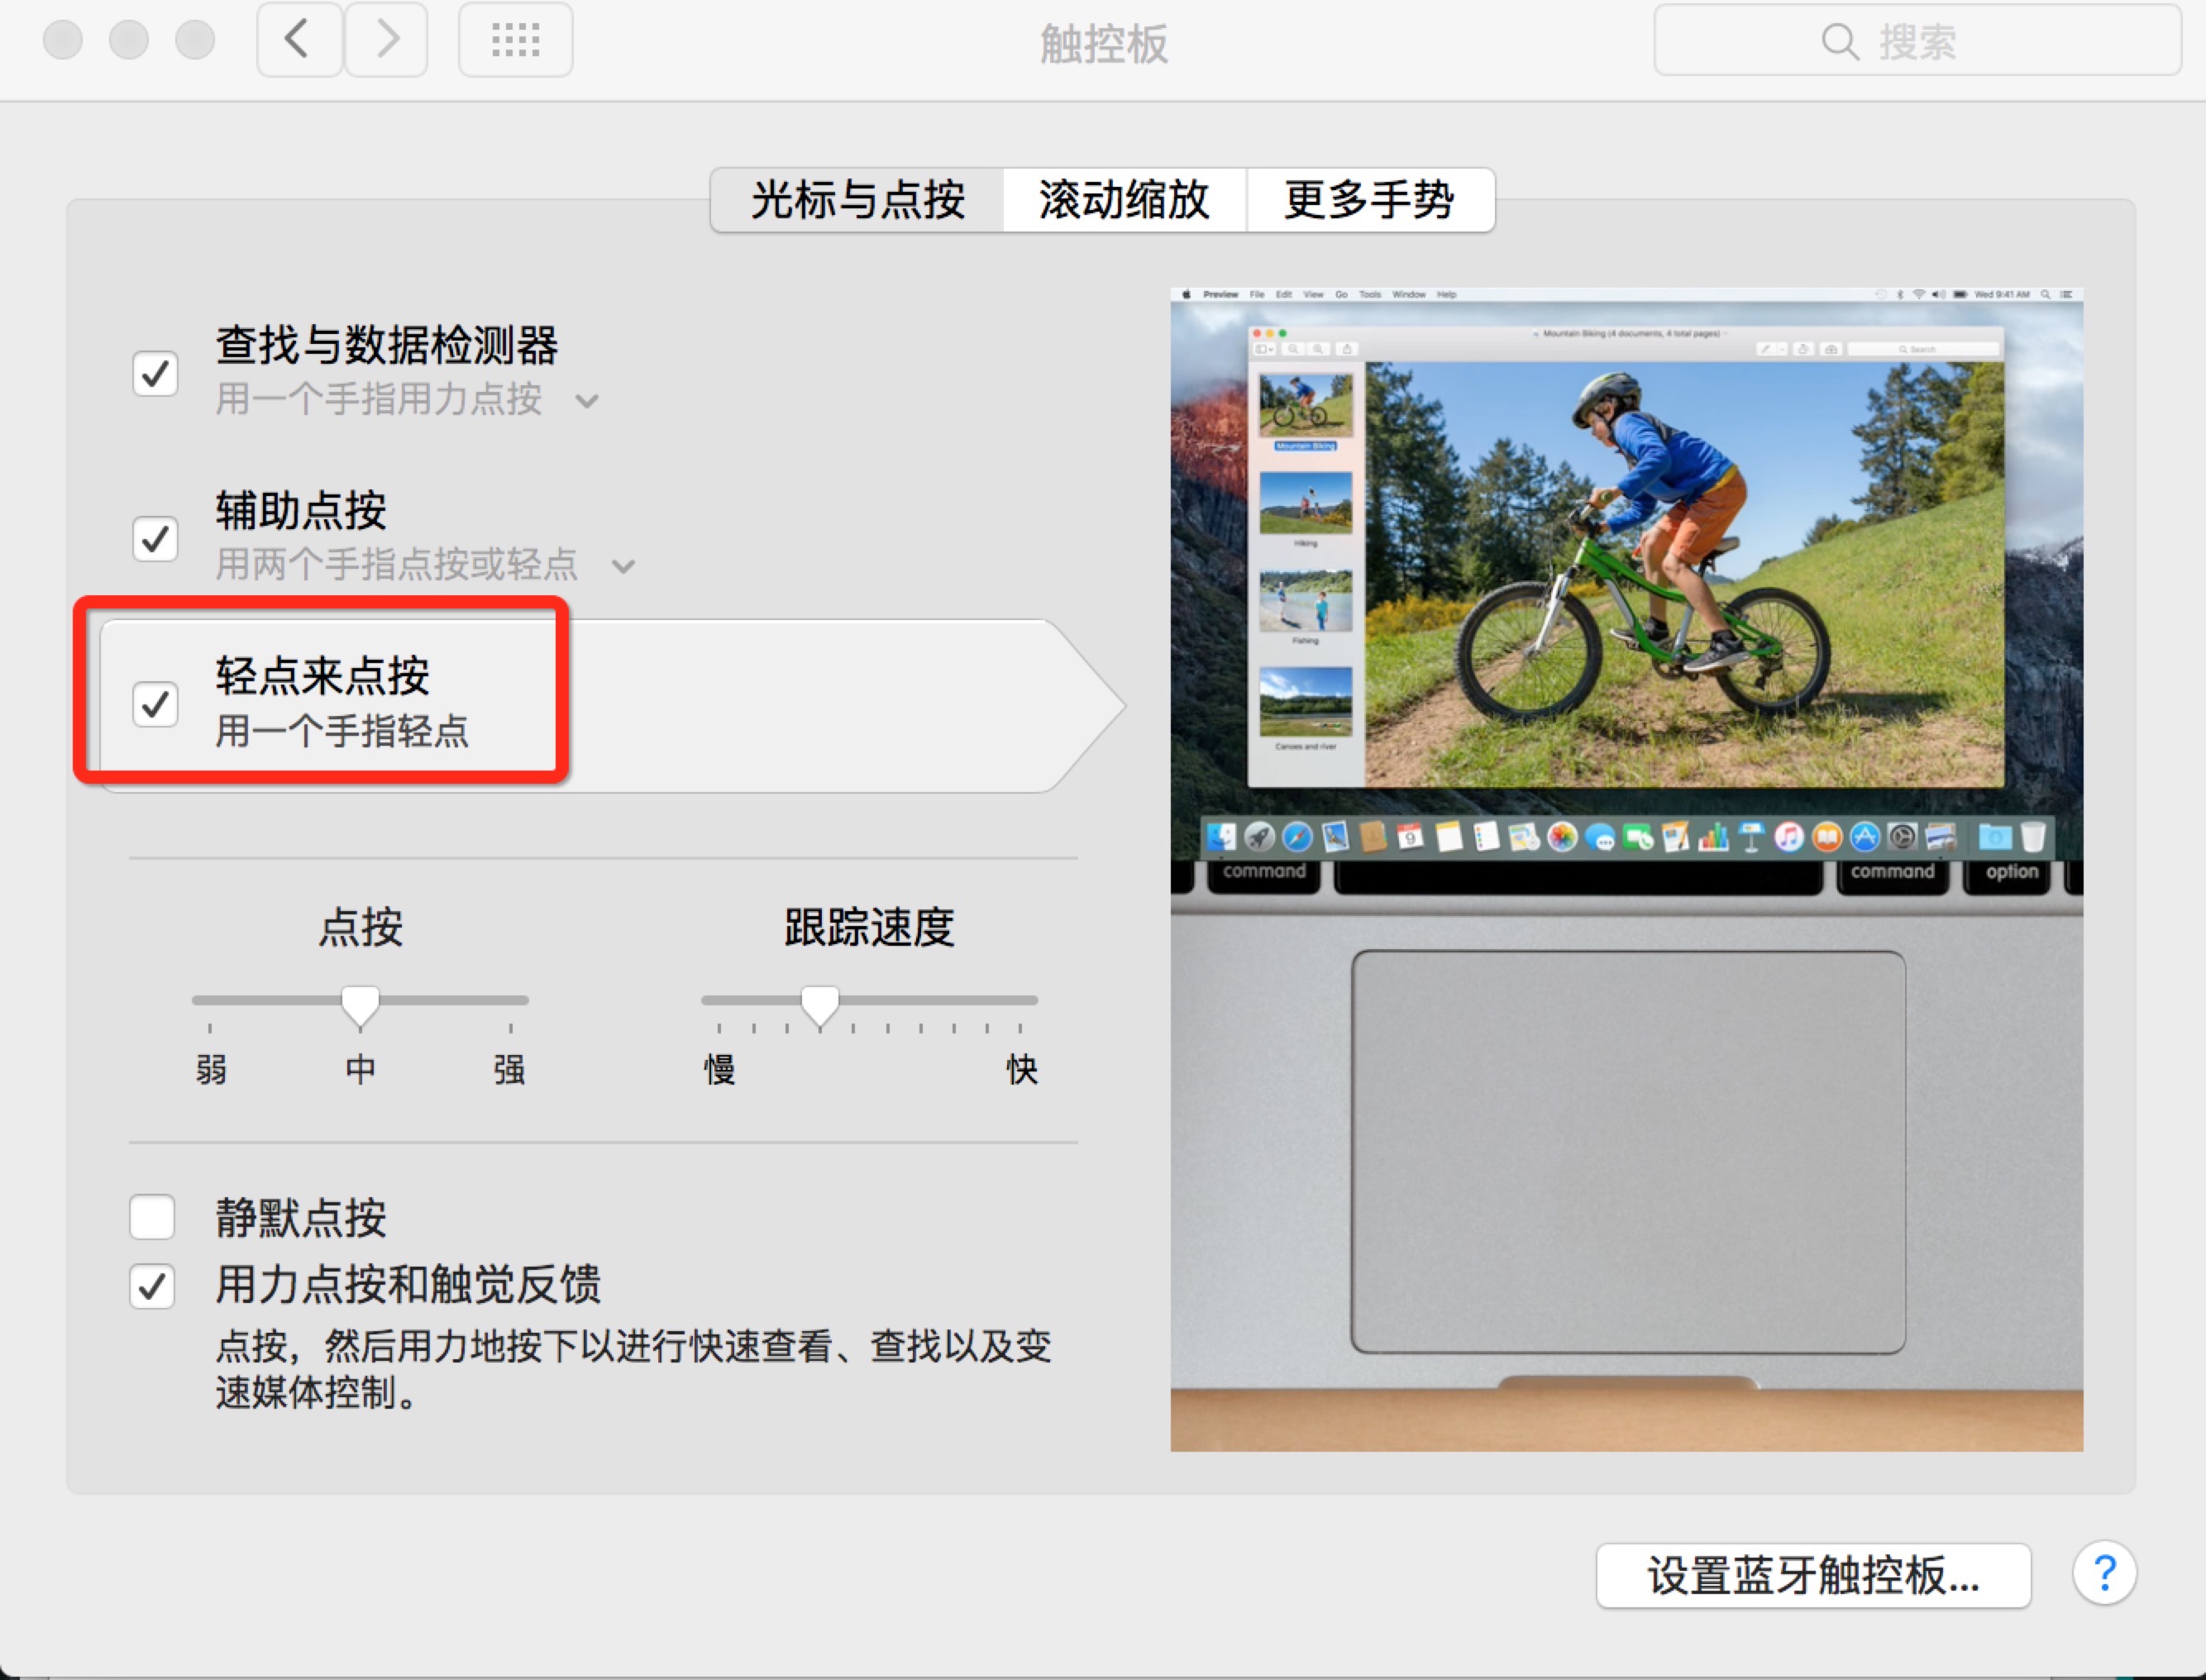 触控板
搜索
光标与点按
滚动缩放
更多手势
查找与数据检测器
用一个手指用力点按
辅助点按
用两个手指点按或轻点
轻点来点按
用一个手指轻点
点按
弱
中
强
跟踪速度
慢
快
静默点按
用力点按和触觉反馈
点按，然后用力地按下以进行快速查看、查找以及变
速媒体控制。
Preview File Edit View Go Tools Window Help
Wed 9:41 AM
Mountain Biking (4 documents, 4 total pages)
Search
Mountain Biking
Hiking
Fishing
Canoes and river
9
command
command
option
设置蓝牙触控板...
?